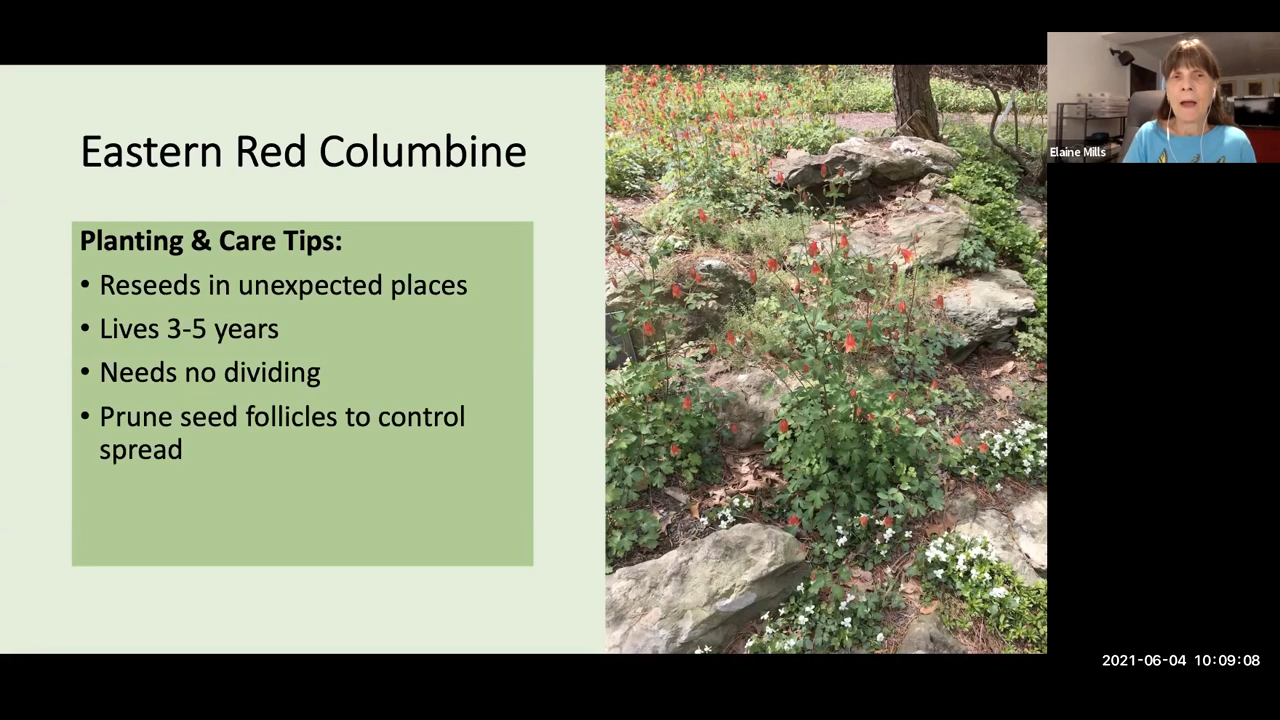 Eastern Red Columbine
Planting & Care Tips:
• Reseeds in unexpected places
• Lives 3-5 years
• Needs no dividing
• Prune seed follicles to control
spread
Elaine Mills
2021-06-04 10:09:08